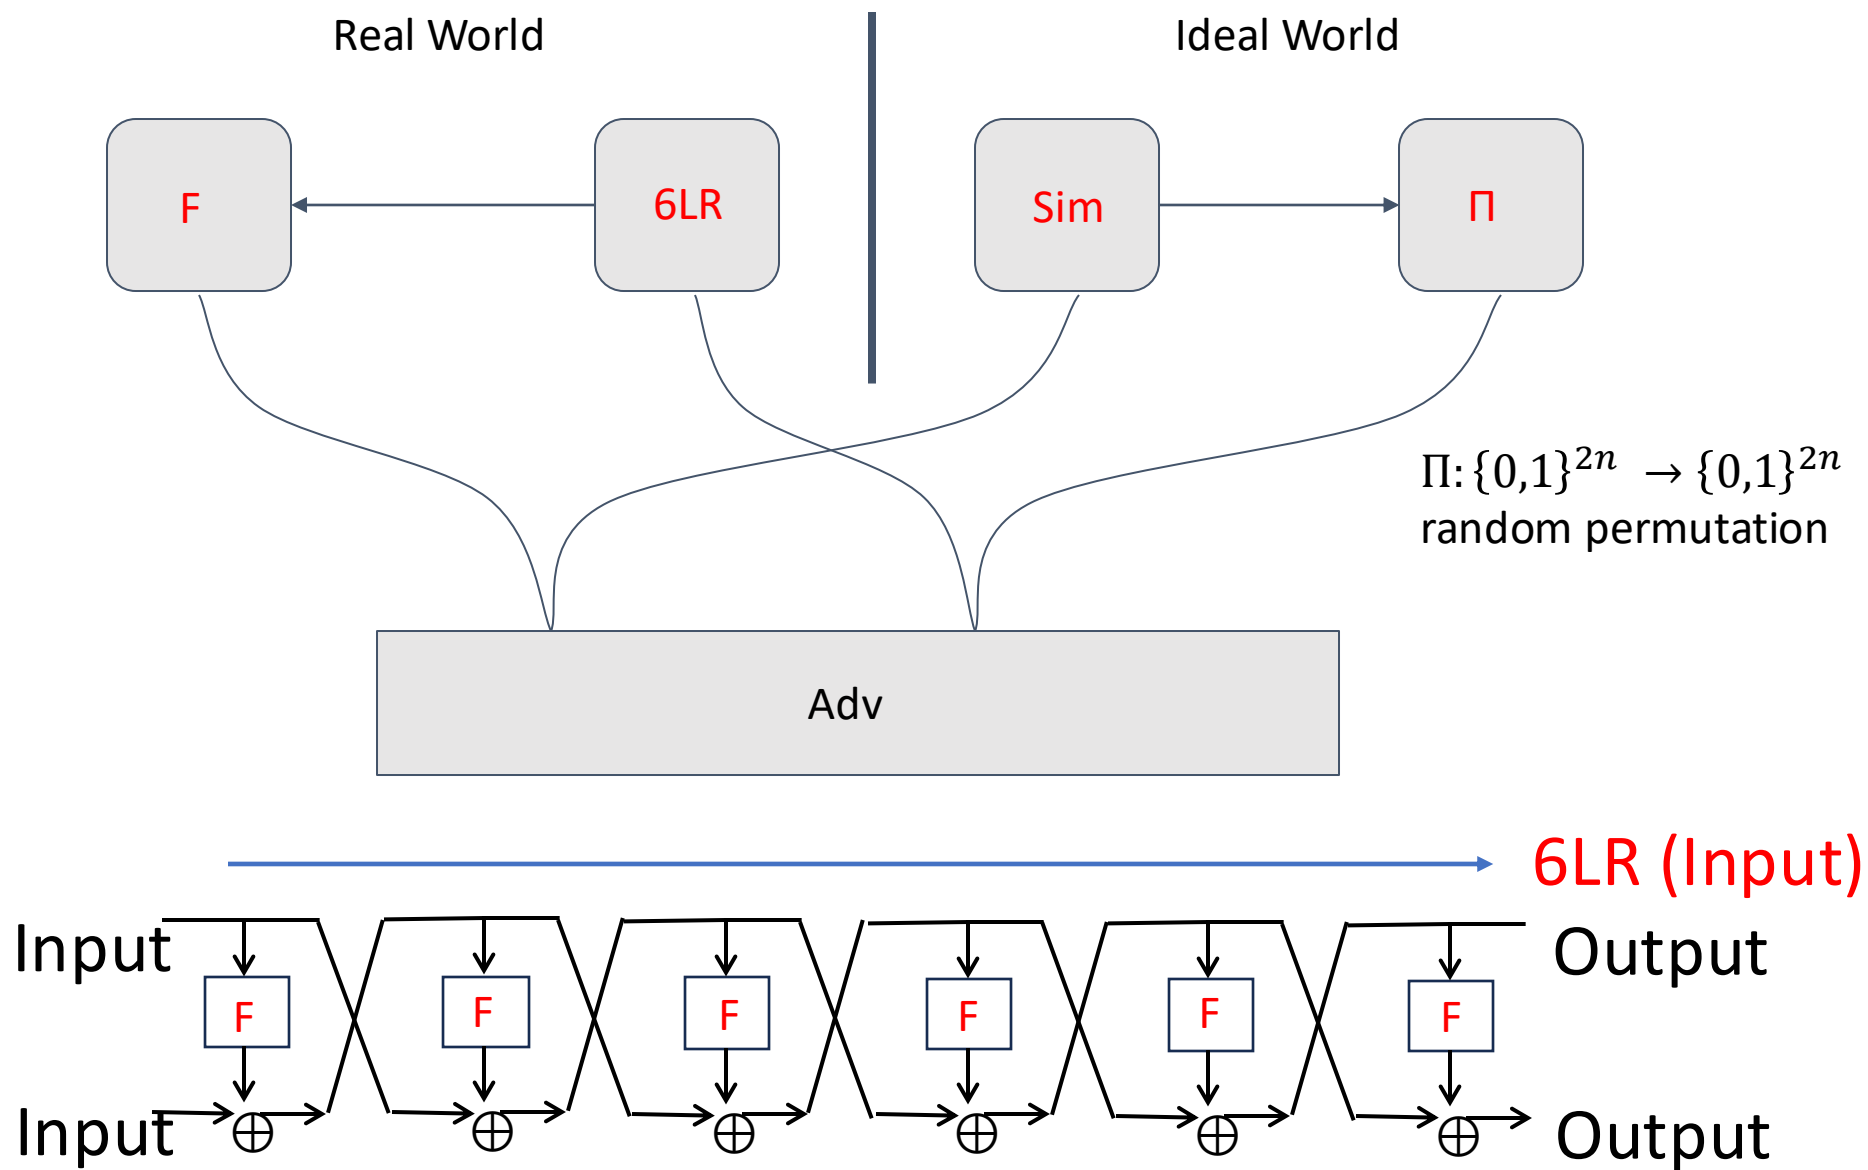 Real World
Ideal World
F
6LR
Sim
Π
Π: {0,1}²ⁿ → {0,1}²ⁿ
random permutation
Adv
6LR (Input)
Input
Output
F F F F F F
Input
Output